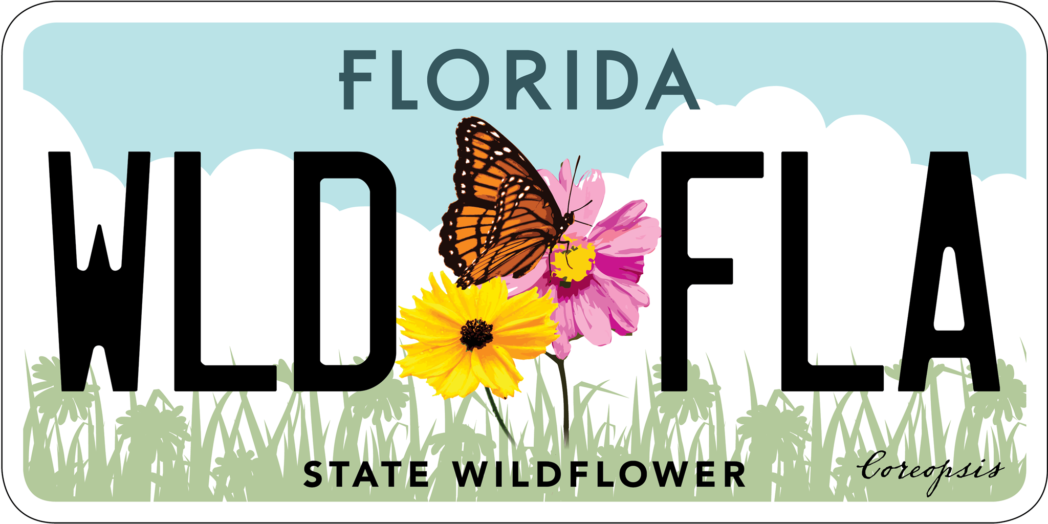 FLORIDA
WLD FLA
STATE WILDFLOWER
Coreopsis